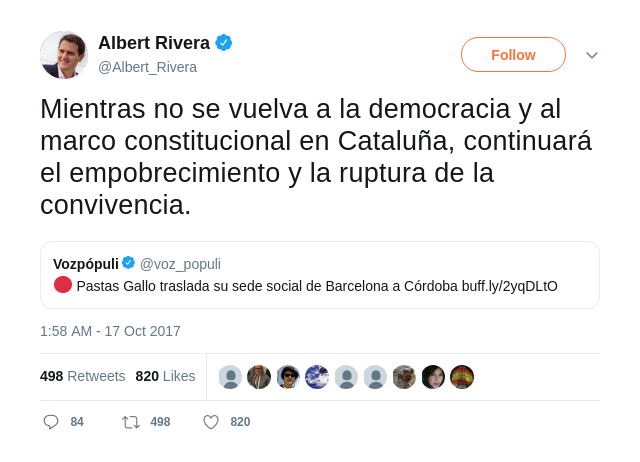 Albert Rivera
@Albert_Rivera
Follow
Mientras no se vuelva a la democracia y al
marco constitucional en Cataluña, continuará
el empobrecimiento y la ruptura de la
convivencia.
Vozpópuli @voz_populi
Pastas Gallo traslada su sede social de Barcelona a Córdoba buff.ly/2yqDLtO
1:58 AM - 17 Oct 2017
498 Retweets 820 Likes
84 498 820